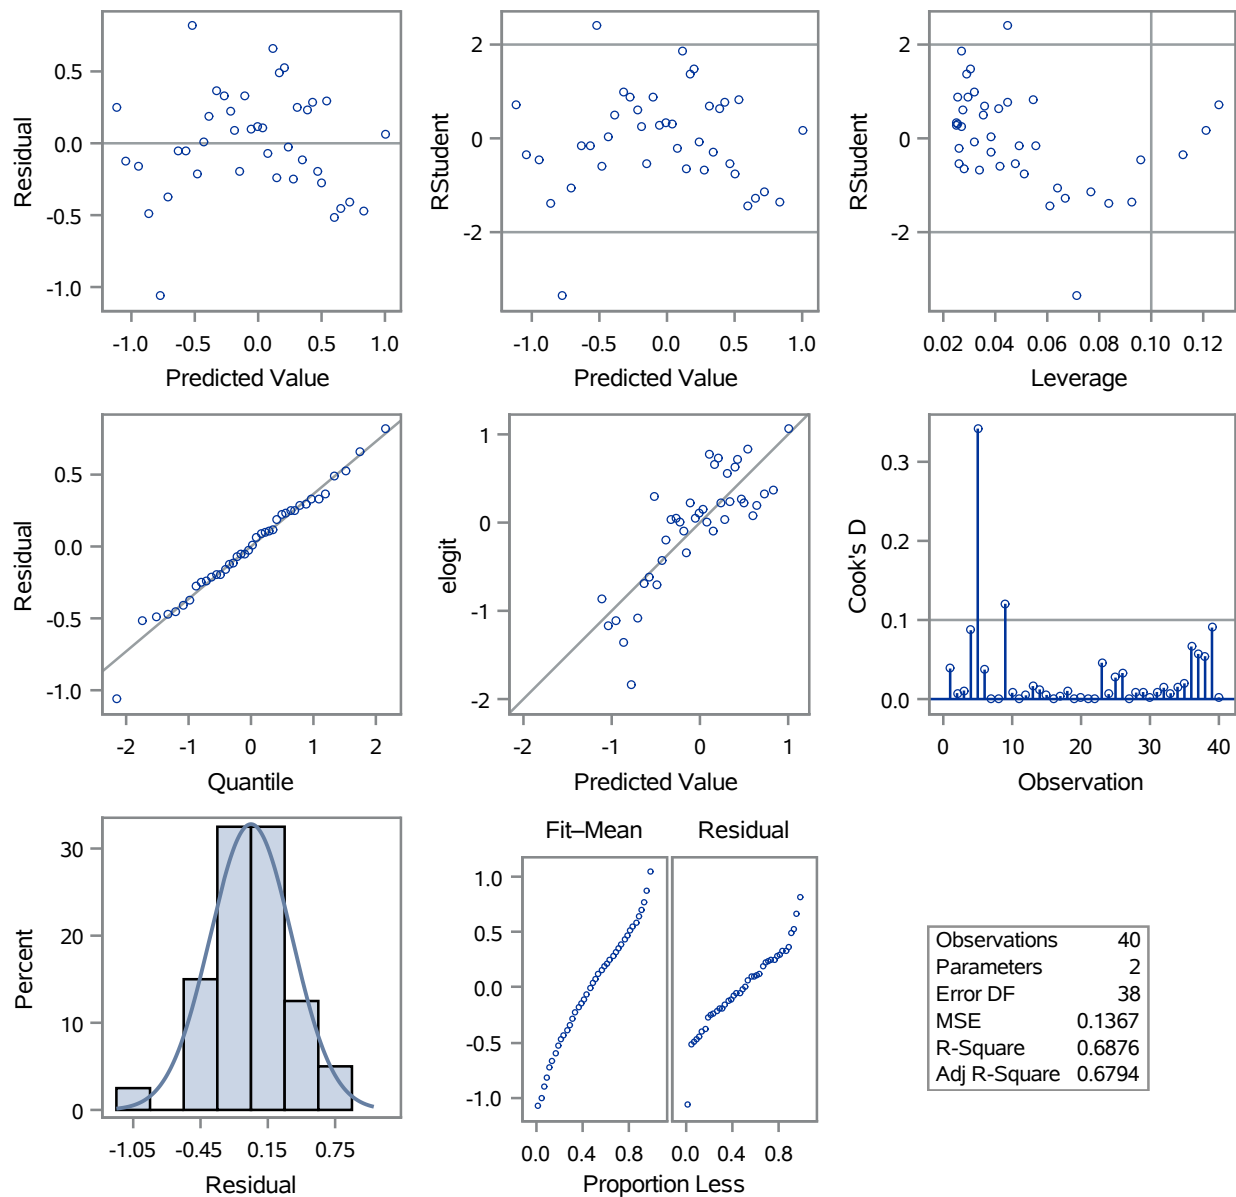 Residual
0.5
0.0
-0.5
-1.0
-1.0 -0.5 0.0 0.5 1.0
Predicted Value
RStudent
2
0
-2
-1.0 -0.5 0.0 0.5 1.0
Predicted Value
RStudent
2
0
-2
0.02 0.04 0.06 0.08 0.10 0.12
Leverage
Residual
0.5
0.0
-0.5
-1.0
-2 -1 0 1 2
Quantile
elogit
1
0
-1
-2
-2 -1 0 1
Predicted Value
Cook's D
0.3
0.2
0.1
0.0
0 10 20 30 40
Observation
Percent
30
20
10
0
-1.05 -0.45 0.15 0.75
Residual
Fit–Mean Residual
1.0
0.5
0.0
-0.5
-1.0
0.0 0.4 0.8 0.0 0.4 0.8
Proportion Less
Observations 40
Parameters 2
Error DF 38
MSE 0.1367
R-Square 0.6876
Adj R-Square 0.6794